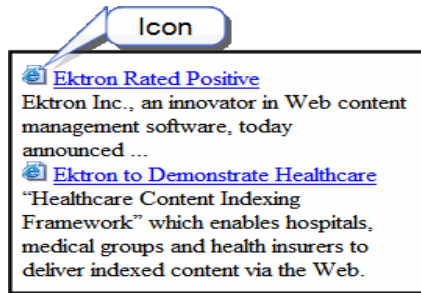 Icon
Ektron Rated Positive
Ektron Inc., an innovator in Web content
management software, today
announced ...
Ektron to Demonstrate Healthcare
“Healthcare Content Indexing
Framework” which enables hospitals,
medical groups and health insurers to
deliver indexed content via the Web.